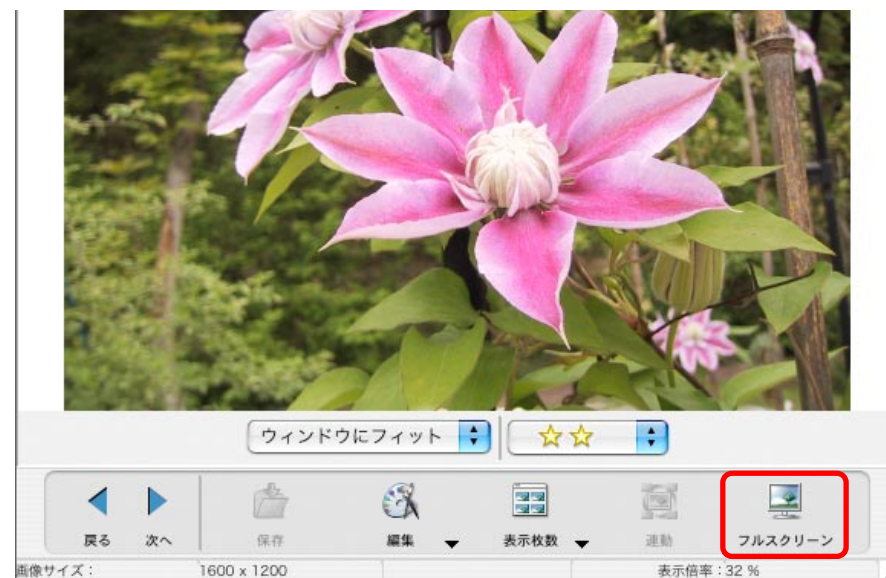 ウィンドウにフィット
戻る 次へ 保存 編集 表示枚数 連動 フルスクリーン
画像サイズ： 1600 x 1200 表示倍率：32 %